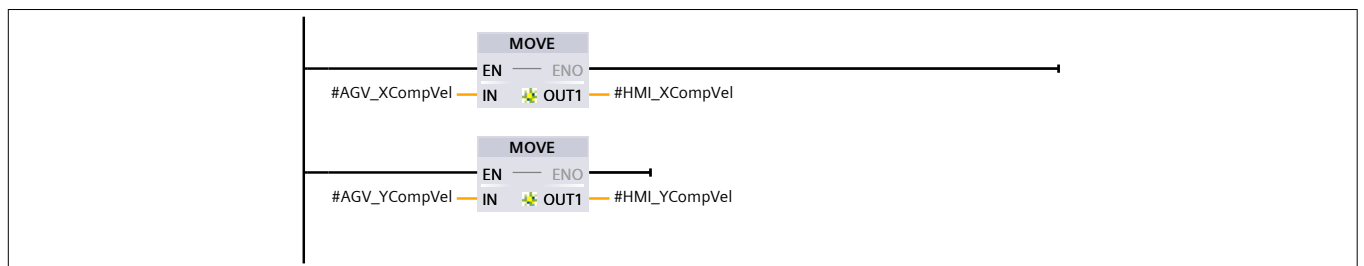 MOVE
EN ENO
#AGV_XCompVel IN OUT1 #HMI_XCompVel
MOVE
EN ENO
#AGV_YCompVel IN OUT1 #HMI_YCompVel